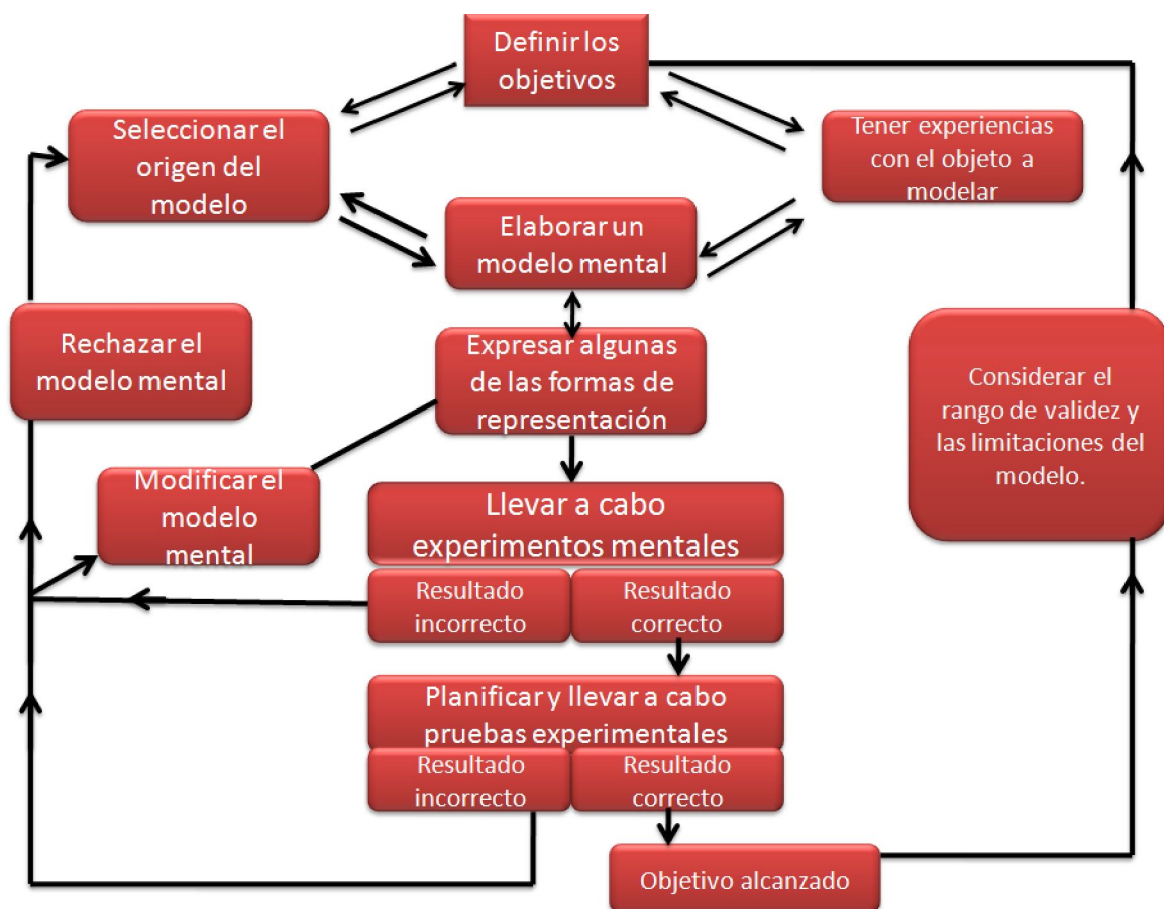 Definir los
objetivos
Seleccionar el
origen del
modelo
Tener experiencias
con el objeto a
modelar
Elaborar un
modelo mental
Rechazar el
modelo mental
Expresar algunas
de las formas de
representación
Considerar el
rango de validez y
las limitaciones del
modelo.
Modificar el
modelo
mental
Llevar a cabo
experimentos mentales
Resultado
incorrecto
Resultado
correcto
Planificar y llevar a cabo
pruebas experimentales
Resultado
incorrecto
Resultado
correcto
Objetivo alcanzado